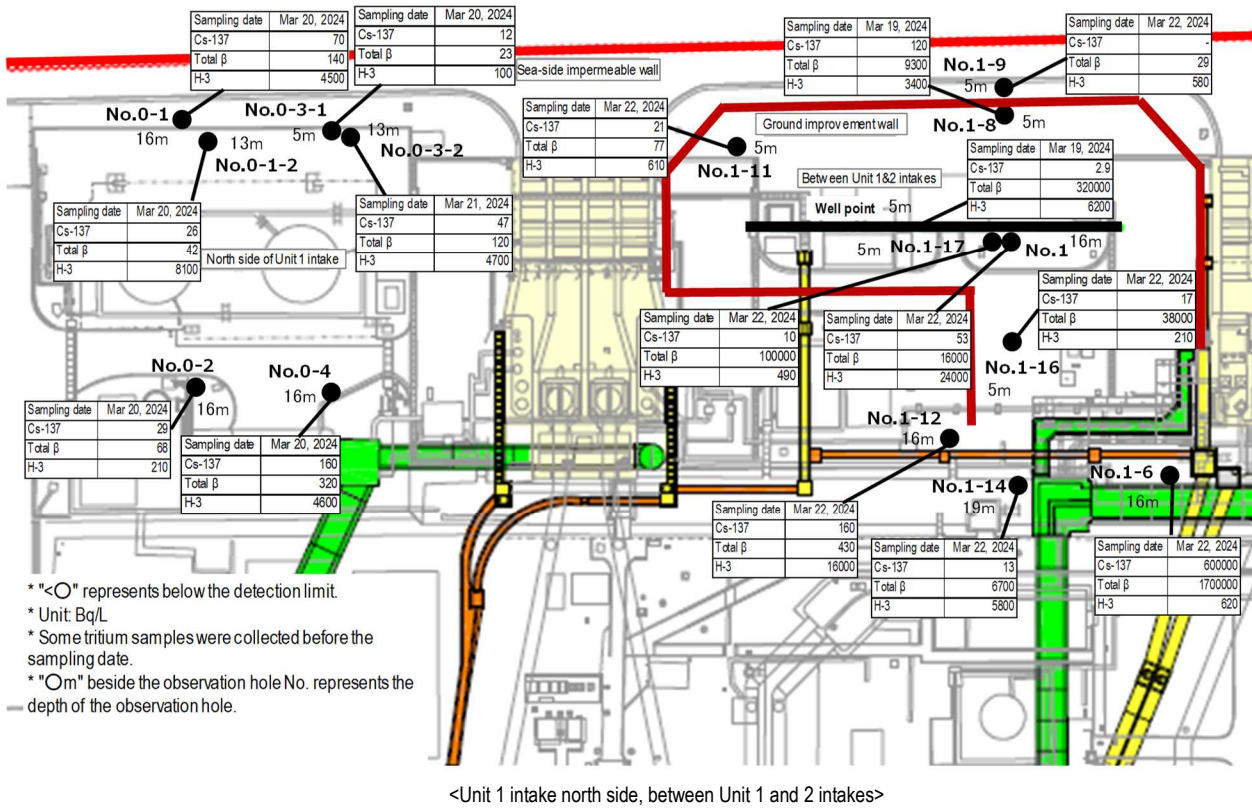 Sampling date Mar 20, 2024
Cs-137 70
Total β 140
H-3 4500
Sampling date Mar 20, 2024
Cs-137 12
Total β 23
H-3 100
Sea-side impermeable wall
Sampling date Mar 19, 2024
Cs-137 120
Total β 9300
H-3 3400
Sampling date Mar 22, 2024
Cs-137 -
Total β 29
H-3 580
No.1-9
5m
No.0-1
16m
No.0-3-1
5m
13m
No.0-3-2
13m
No.0-1-2
Sampling date Mar 22, 2024
Cs-137 21
Total β 77
H-3 610
5m
No.1-11
Ground improvement wall
No.1-8
5m
Sampling date Mar 19, 2024
Cs-137 2.9
Total β 320000
H-3 6200
Between Unit 1&2 intakes
Well point 5m
Sampling date Mar 20, 2024
Cs-137 26
Total β 42
H-3 8100
North side of Unit 1 intake
Sampling date Mar 21, 2024
Cs-137 47
Total β 120
H-3 4700
5m
No.1-17
No.1
16m
Sampling date Mar 22, 2024
Cs-137 17
Total β 38000
H-3 210
Sampling date Mar 22, 2024
Cs-137 10
Total β 100000
H-3 490
Sampling date Mar 22, 2024
Cs-137 53
Total β 16000
H-3 24000
No.1-16
5m
No.0-2
16m
No.0-4
16m
Sampling date Mar 20, 2024
Cs-137 29
Total β 68
H-3 210
Sampling date Mar 20, 2024
Cs-137 160
Total β 320
H-3 4600
No.1-12
16m
No.1-14
19m
No.1-6
16m
Sampling date Mar 22, 2024
Cs-137 160
Total β 430
H-3 16000
Sampling date Mar 22, 2024
Cs-137 13
Total β 6700
H-3 5800
Sampling date Mar 22, 2024
Cs-137 600000
Total β 1700000
H-3 620
* "<○" represents below the detection limit.
* Unit: Bq/L
* Some tritium samples were collected before the
sampling date.
* "○m" beside the observation hole No. represents the
depth of the observation hole.
<Unit 1 intake north side, between Unit 1 and 2 intakes>